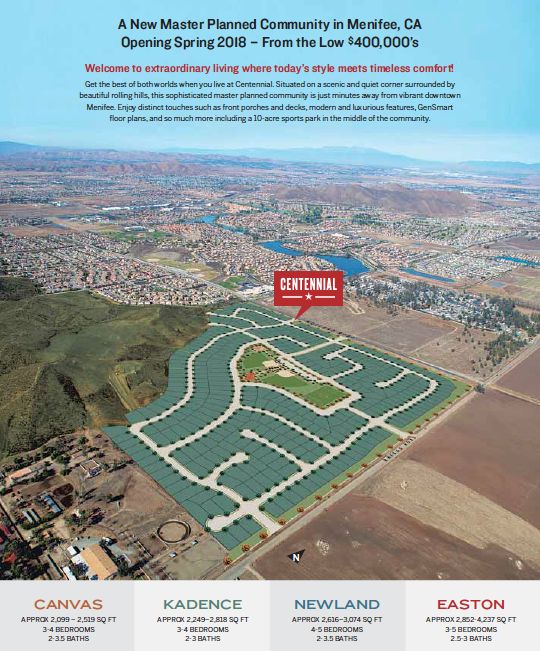 A New Master Planned Community in Menifee, CA
Opening Spring 2018 – From the Low $400,000's
Welcome to extraordinary living where today's style meets timeless comfort!
Get the best of both worlds when you live at Centennial. Situated on a scenic and quiet corner surrounded by
beautiful rolling hills, this sophisticated master planned community is just minutes away from vibrant downtown
Menifee. Enjoy distinct touches such as front porches and decks, modern and luxurious features, GenSmart
floor plans, and so much more including a 10-acre sports park in the middle of the community.
CENTENNIAL
N
CANVAS
APPROX 2,099 – 2,519 SQ FT
3-4 BEDROOMS
2-3.5 BATHS
KADENCE
APPROX 2,249–2,818 SQ FT
3-4 BEDROOMS
2-3 BATHS
NEWLAND
APPROX 2,616–3,074 SQ FT
4-5 BEDROOMS
2-3.5 BATHS
EASTON
APPROX 2,852-4,237 SQ FT
3-5 BEDROOMS
2.5-3 BATHS